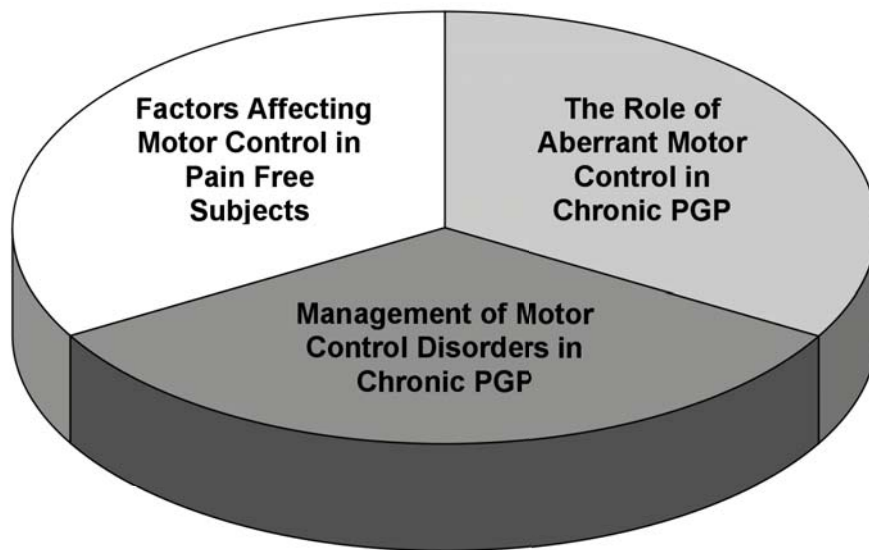 Factors Affecting
Motor Control in
Pain Free
Subjects
The Role of
Aberrant Motor
Control in
Chronic PGP
Management of Motor
Control Disorders in
Chronic PGP